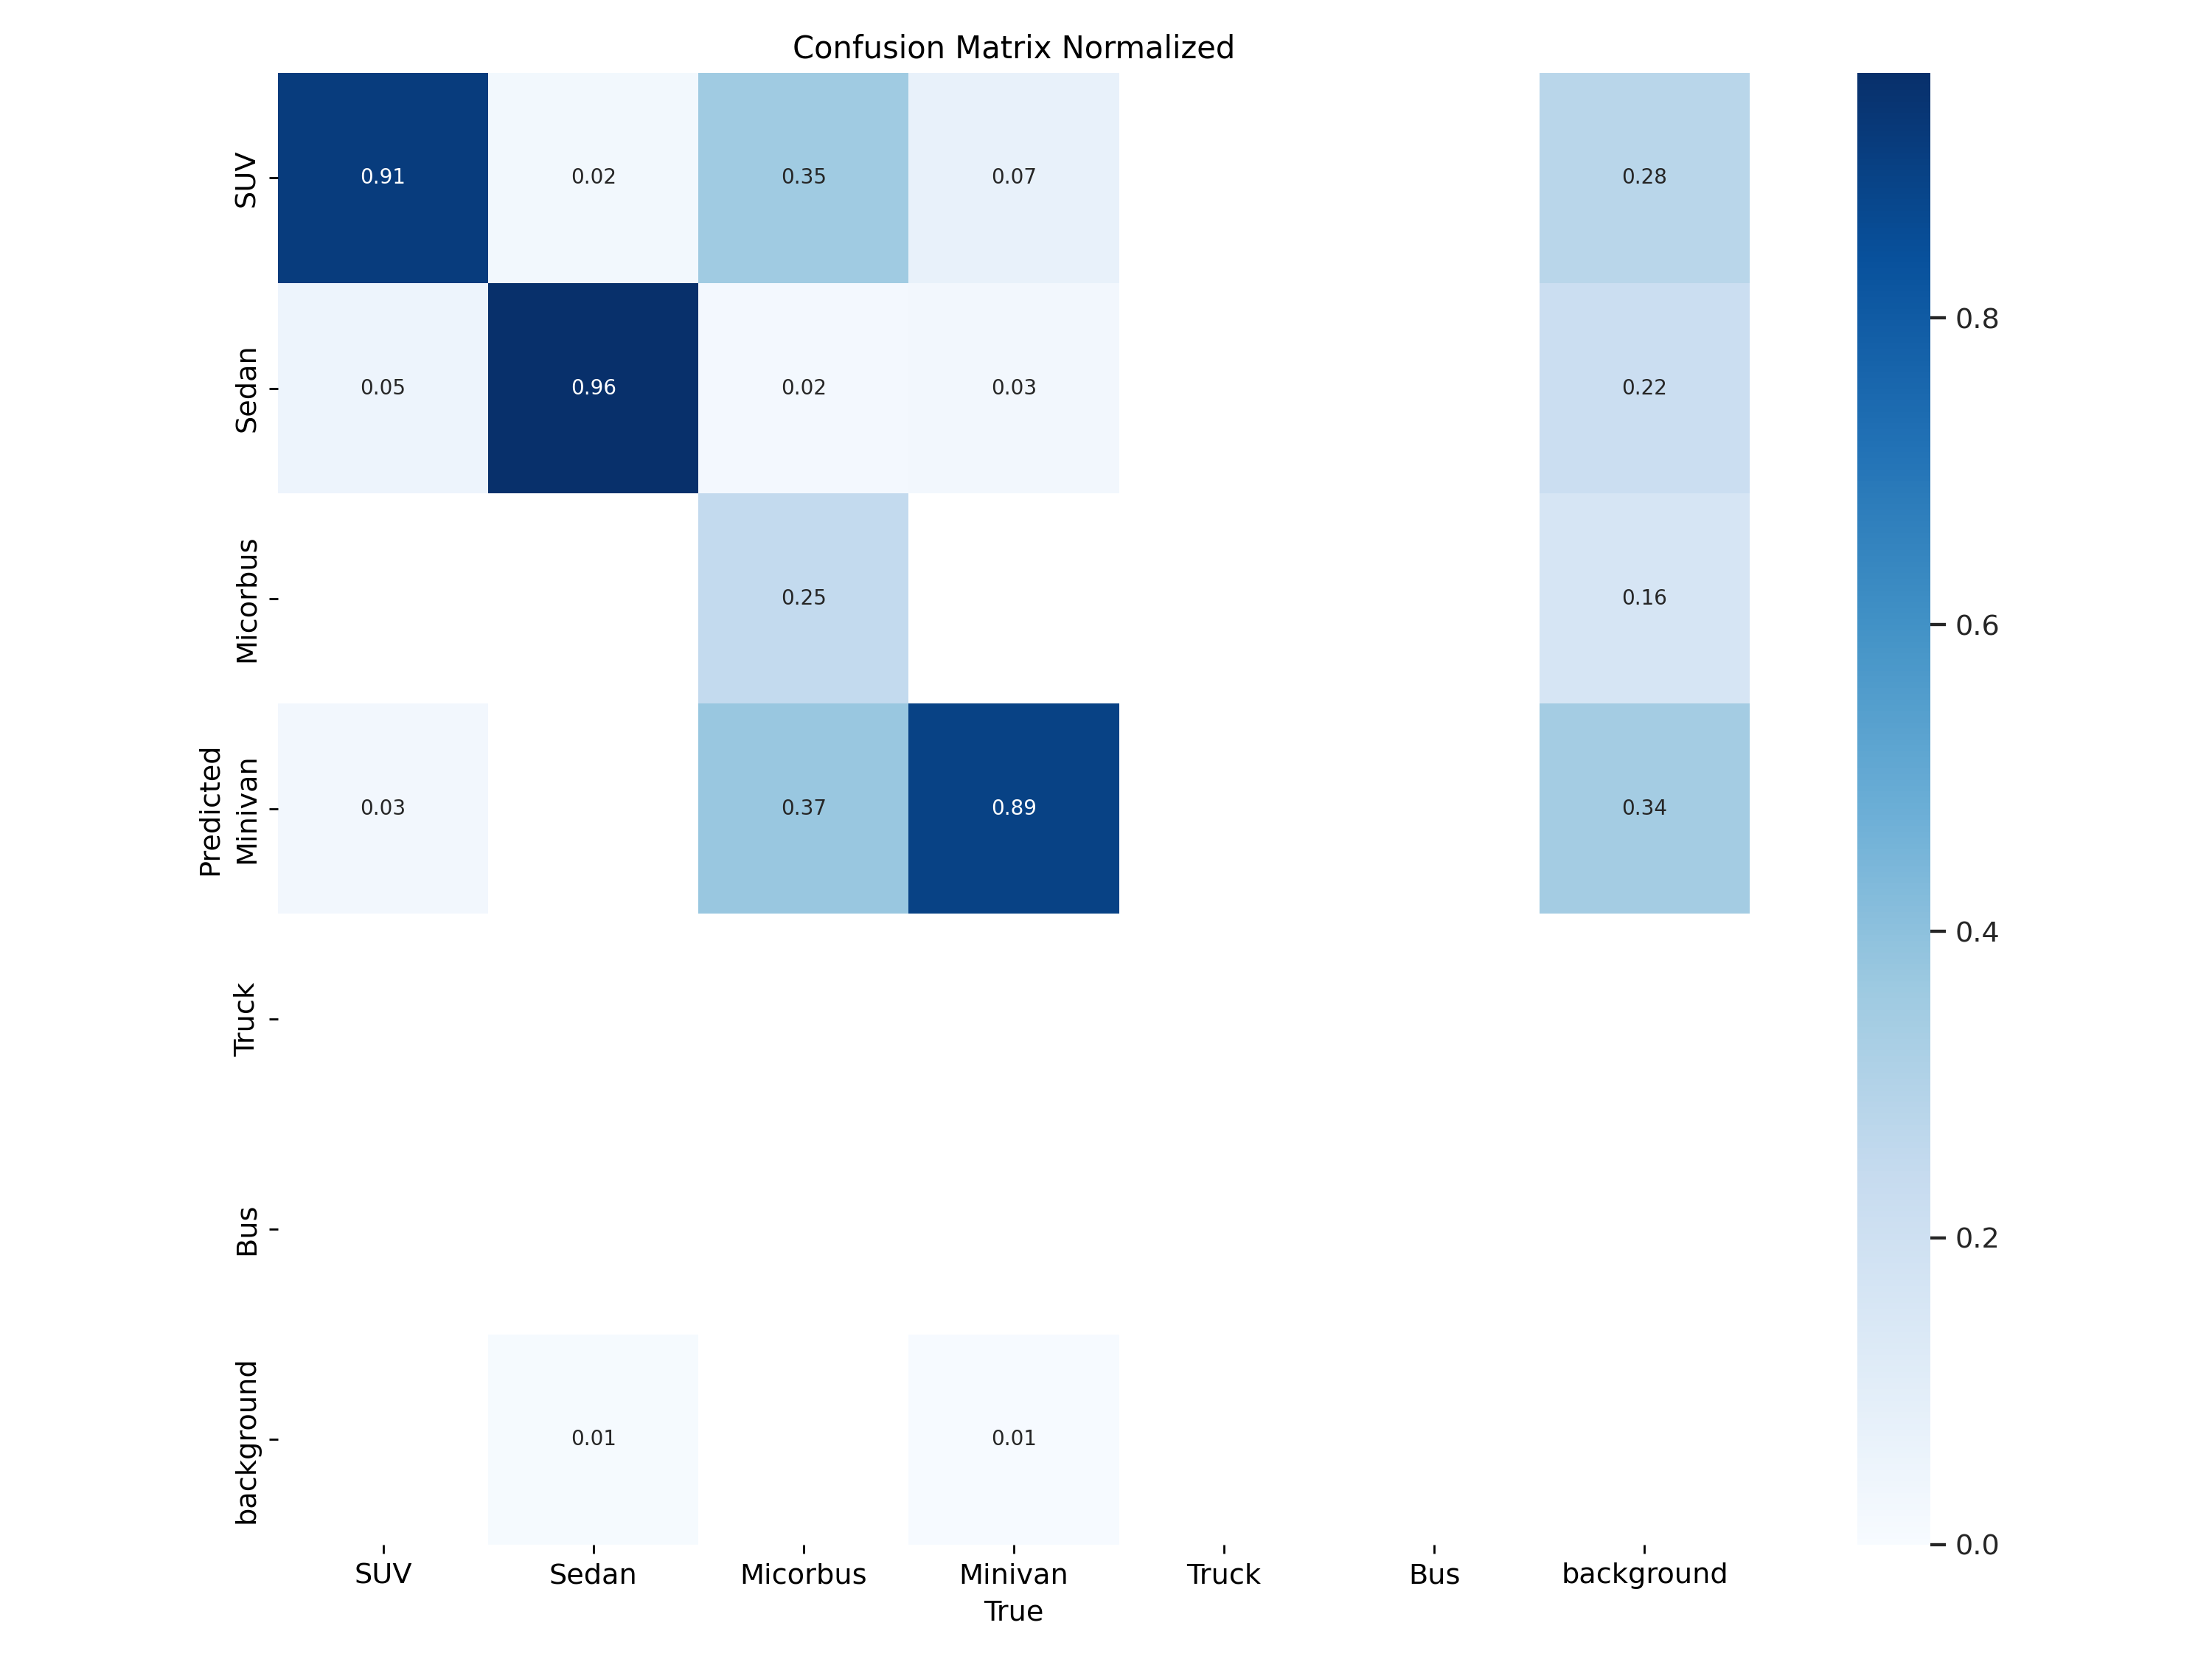 Confusion Matrix Normalized
SUV 0.91 0.02 0.35 0.07 0.28
Sedan 0.05 0.96 0.02 0.03 0.22
Micorbus 0.25 0.16
Predicted
Minivan 0.03 0.37 0.89 0.34
Truck
Bus
background 0.01 0.01
SUV Sedan Micorbus Minivan Truck Bus background
True
0.8
0.6
0.4
0.2
0.0